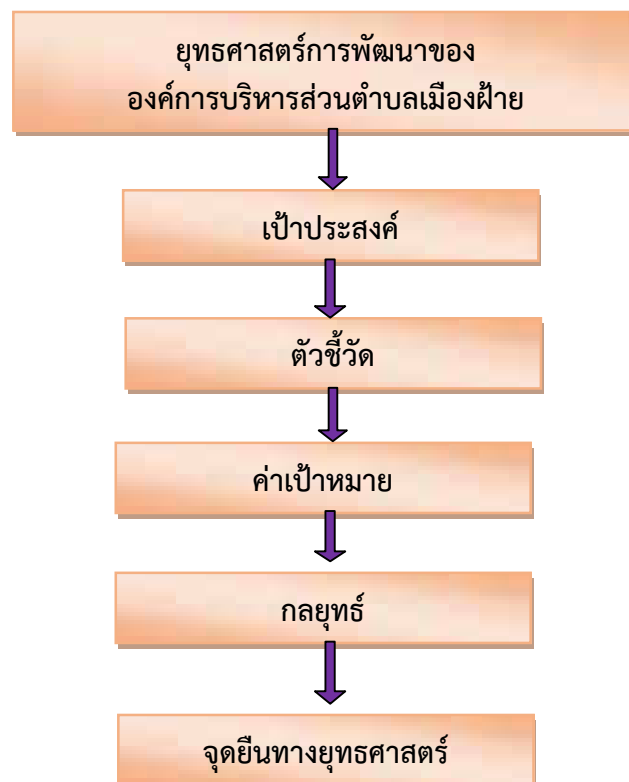 ยุทธศาสตร์การพัฒนาของ
องค์การบริหารส่วนตำบลเมืองฝ้าย
เป้าประสงค์
ตัวชี้วัด
ค่าเป้าหมาย
กลยุทธ์
จุดยืนทางยุทธศาสตร์